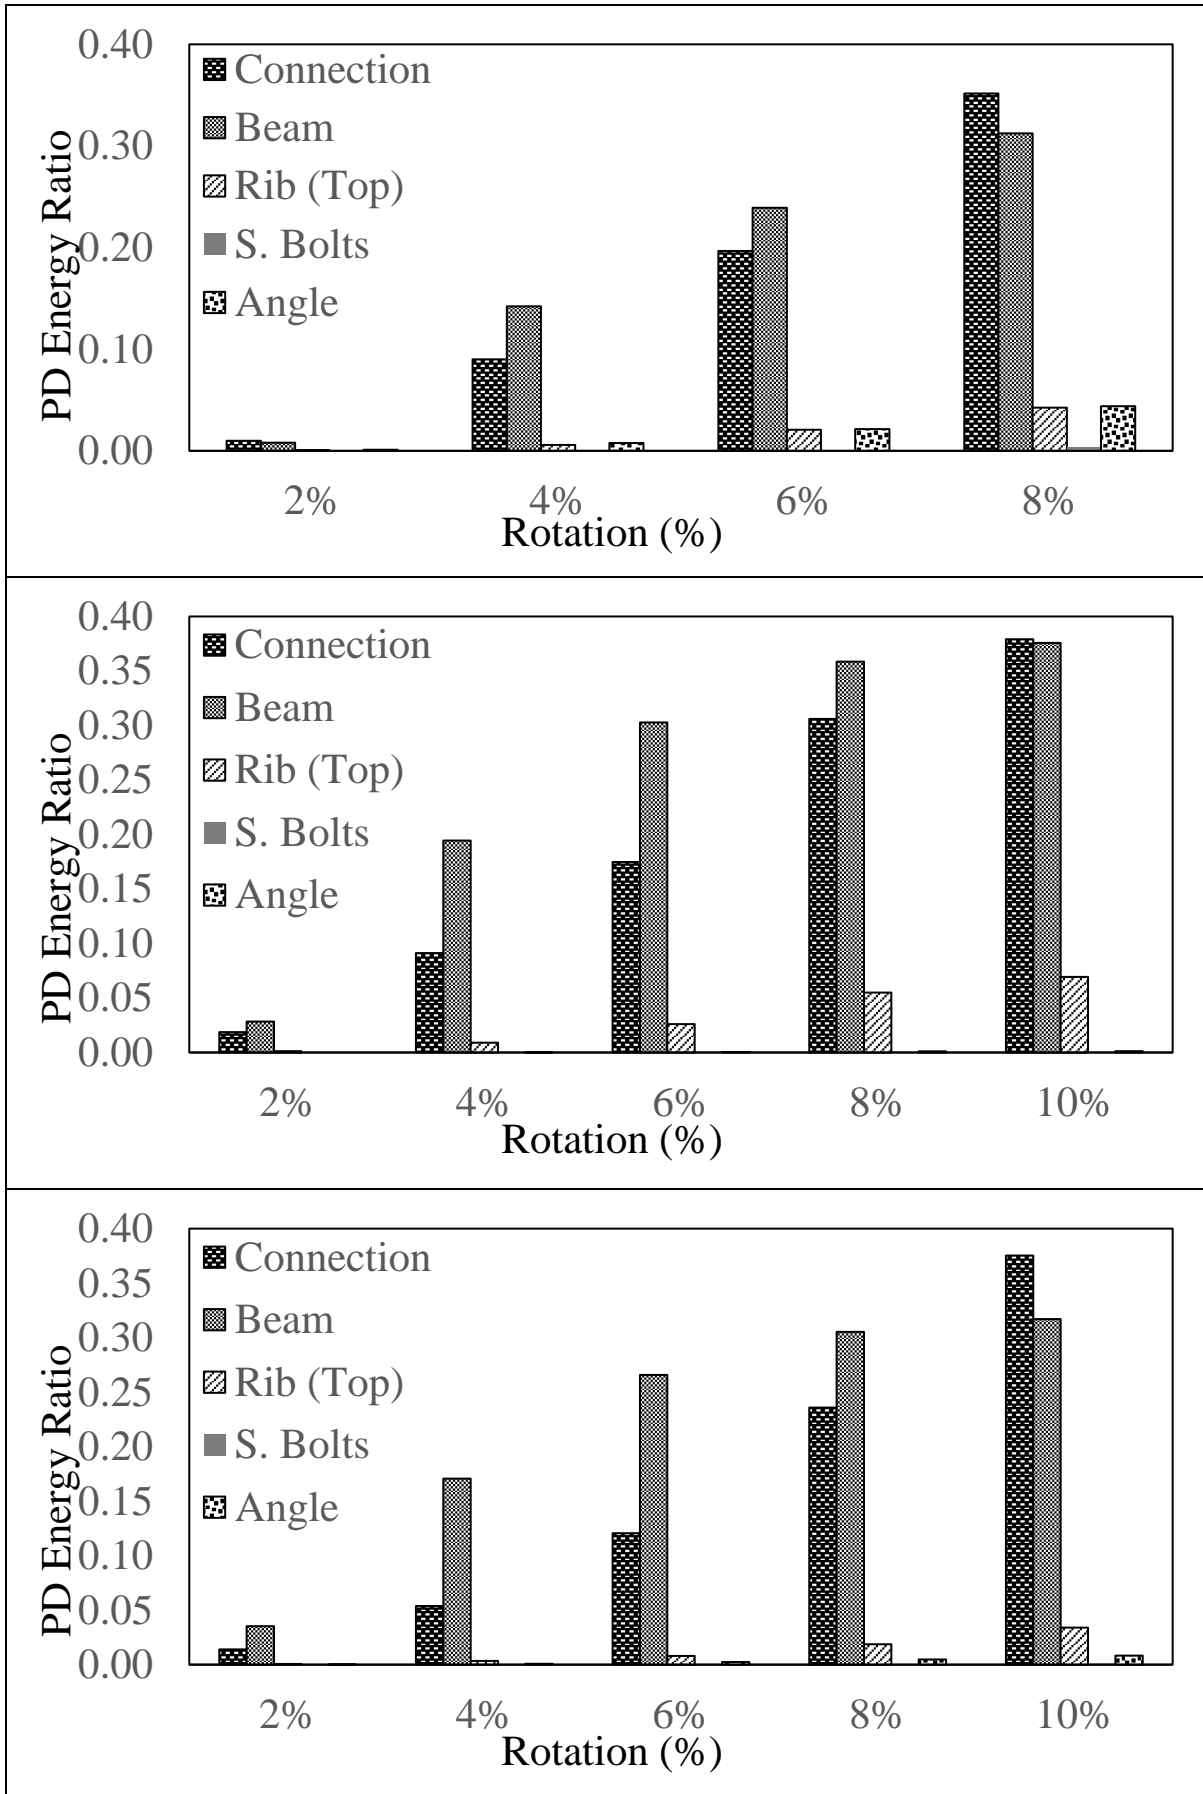 0.40
0.30
0.20
0.10
0.00
PD Energy Ratio
Connection
Beam
Rib (Top)
S. Bolts
Angle
2% 4% 6% 8%
Rotation (%)
0.40
0.35
0.30
0.25
0.20
0.15
0.10
0.05
0.00
PD Energy Ratio
Connection
Beam
Rib (Top)
S. Bolts
Angle
2% 4% 6% 8% 10%
Rotation (%)
0.40
0.35
0.30
0.25
0.20
0.15
0.10
0.05
0.00
PD Energy Ratio
Connection
Beam
Rib (Top)
S. Bolts
Angle
2% 4% 6% 8% 10%
Rotation (%)